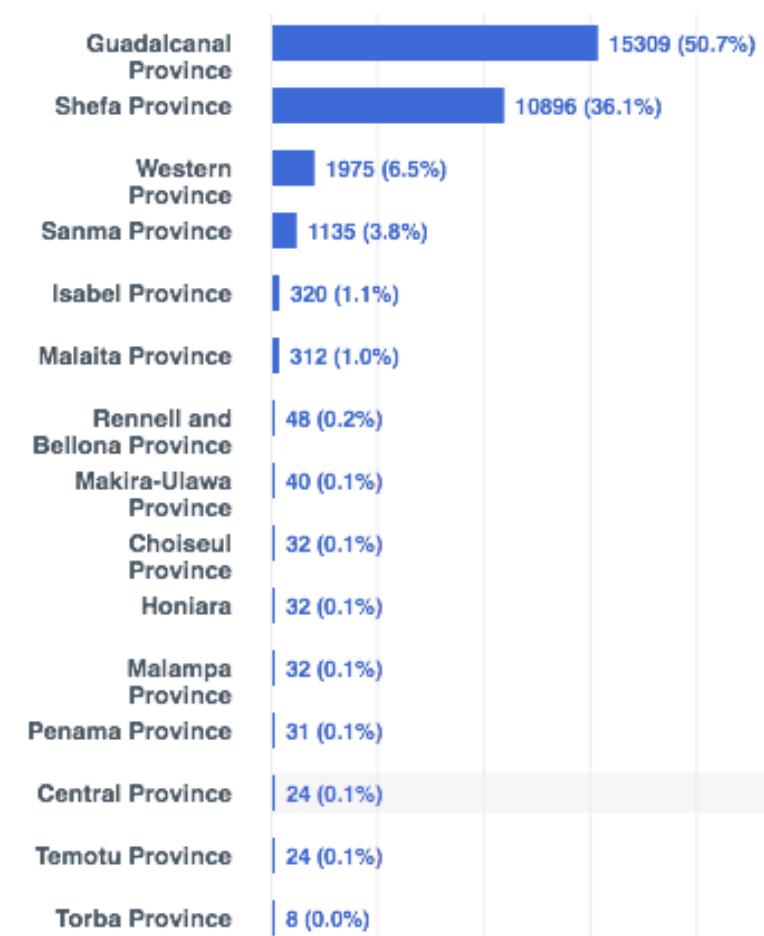 Guadalcanal
Province
15309 (50.7%)
Shefa Province
10896 (36.1%)
Western
Province
1975 (6.5%)
Sanma Province
1135 (3.8%)
Isabel Province
320 (1.1%)
Malaita Province
312 (1.0%)
Rennell and
Bellona Province
48 (0.2%)
Makira-Ulawa
Province
40 (0.1%)
Choiseul
Province
32 (0.1%)
Honiara
32 (0.1%)
Malampa
Province
32 (0.1%)
Penama Province
31 (0.1%)
Central Province
24 (0.1%)
Temotu Province
24 (0.1%)
Torba Province
8 (0.0%)